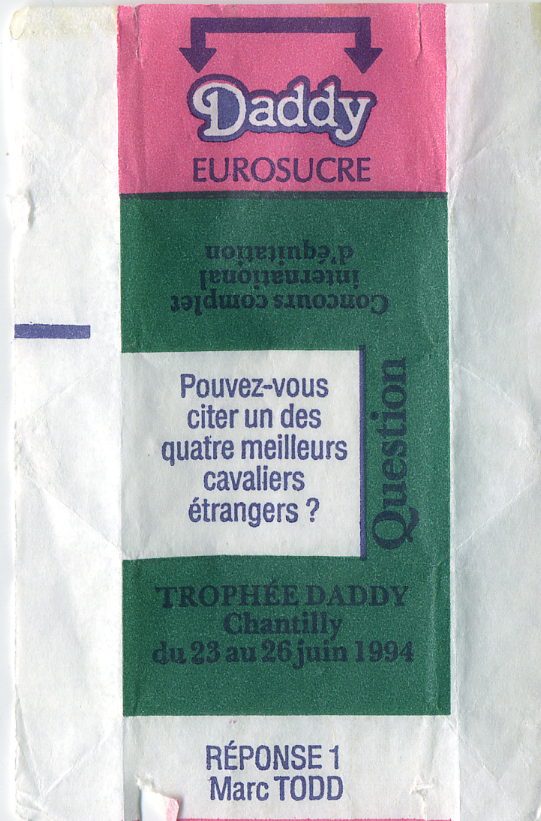 Daddy
EUROSUCRE
Concours complet
international
d'équitation
Pouvez-vous
citer un des
quatre meilleurs
cavaliers
étrangers ?
Question
TROPHÉE DADDY
Chantilly
du 23 au 26 juin 1994
RÉPONSE 1
Marc TODD